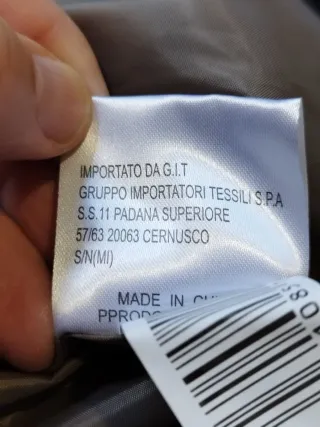 IMPORTATO DA G.I.T
GRUPPO IMPORTATORI TESSILI S.P.A
S.S.11 PADANA SUPERIORE
57/63 20063 CERNUSCO
S/N(MI)
MADE IN